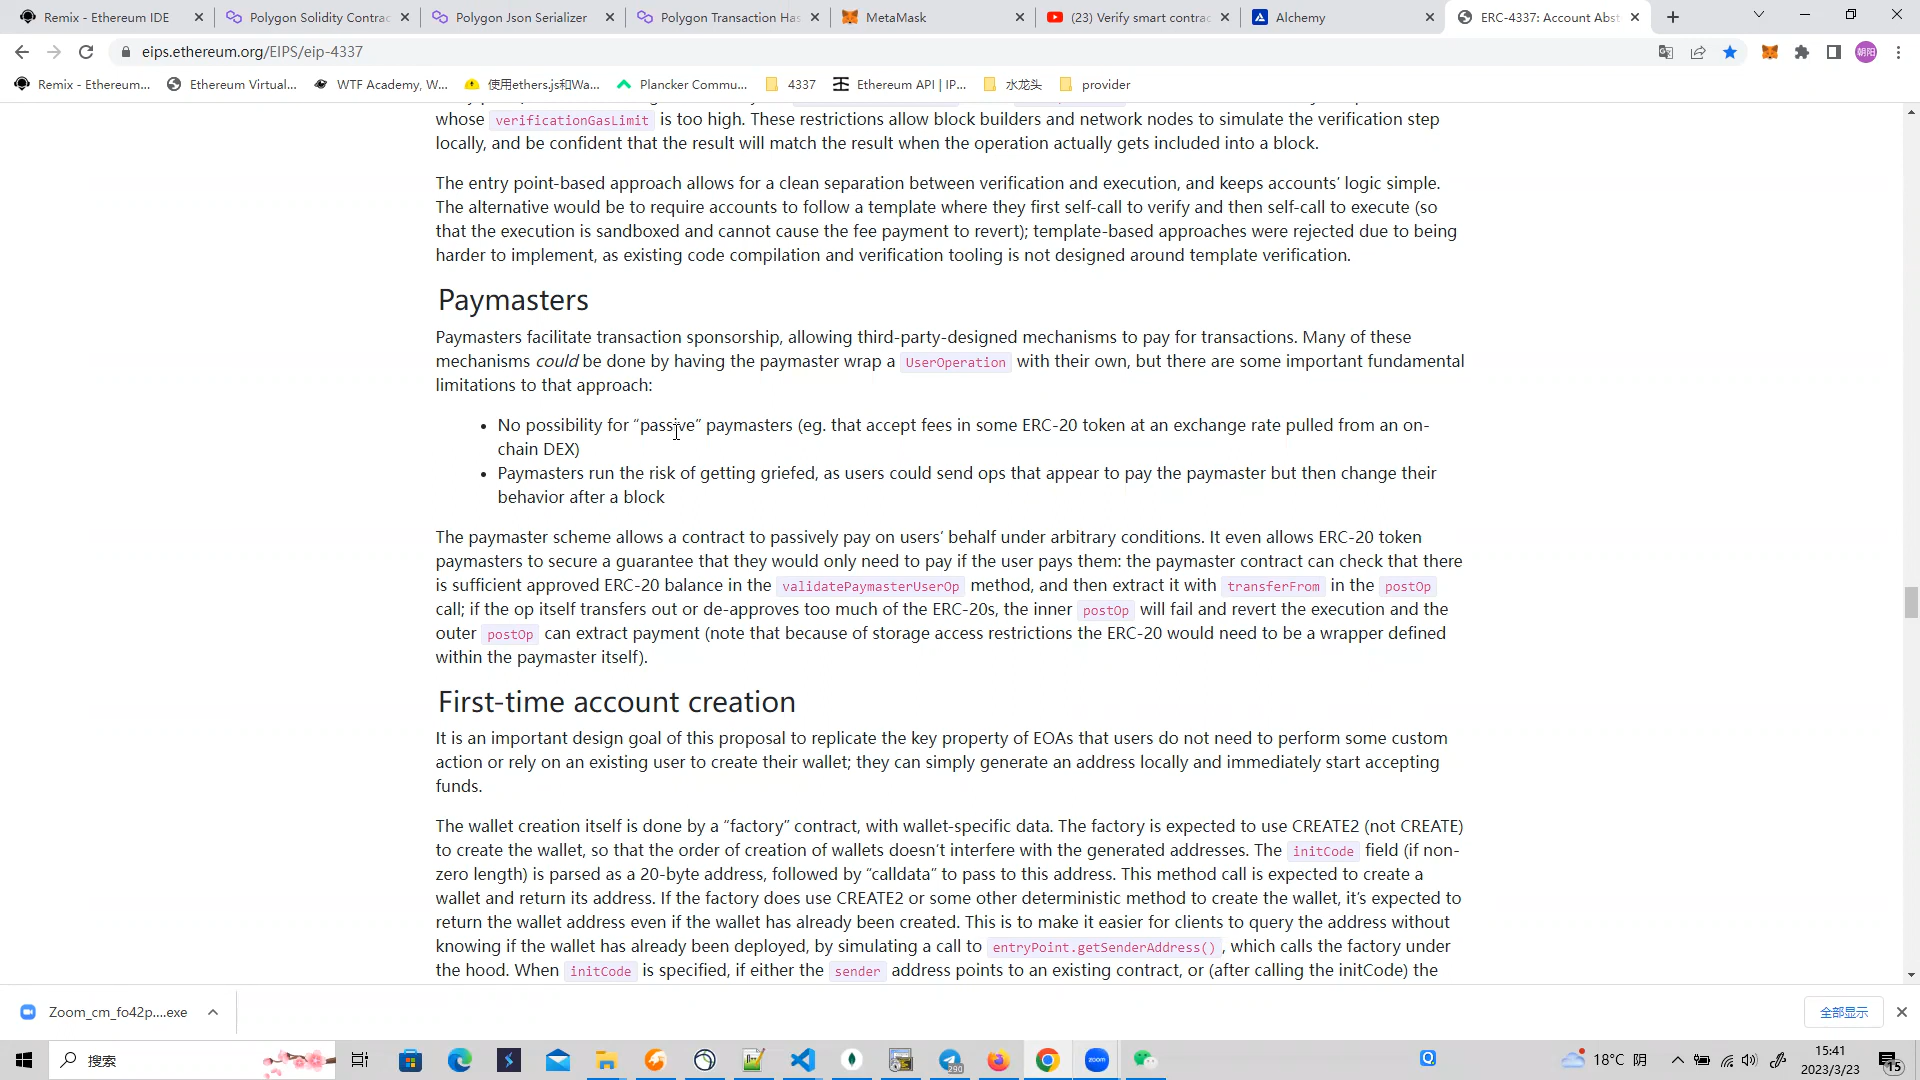 Remix - Ethereum IDE
Polygon Solidity Contrac
Polygon Json Serializer
Polygon Transaction Has
MetaMask
(23) Verify smart contrac
Alchemy
ERC-4337: Account Abst
eips.ethereum.org/EIPS/eip-4337
朝阳
Remix - Ethereum...
Ethereum Virtual...
WTF Academy, W...
使用ethers.js和Wa...
Plancker Commu...
4337
Ethereum API | IP...
水龙头
provider
whose verificationGasLimit is too high. These restrictions allow block builders and network nodes to simulate the verification step
locally, and be confident that the result will match the result when the operation actually gets included into a block.
The entry point-based approach allows for a clean separation between verification and execution, and keeps accounts’ logic simple.
The alternative would be to require accounts to follow a template where they first self-call to verify and then self-call to execute (so
that the execution is sandboxed and cannot cause the fee payment to revert); template-based approaches were rejected due to being
harder to implement, as existing code compilation and verification tooling is not designed around template verification.
Paymasters
Paymasters facilitate transaction sponsorship, allowing third-party-designed mechanisms to pay for transactions. Many of these
mechanisms could be done by having the paymaster wrap a UserOperation with their own, but there are some important fundamental
limitations to that approach:
• No possibility for “passive” paymasters (eg. that accept fees in some ERC-20 token at an exchange rate pulled from an on-
chain DEX)
• Paymasters run the risk of getting griefed, as users could send ops that appear to pay the paymaster but then change their
behavior after a block
The paymaster scheme allows a contract to passively pay on users’ behalf under arbitrary conditions. It even allows ERC-20 token
paymasters to secure a guarantee that they would only need to pay if the user pays them: the paymaster contract can check that there
is sufficient approved ERC-20 balance in the validatePaymasterUserOp method, and then extract it with transferFrom in the postOp
call; if the op itself transfers out or de-approves too much of the ERC-20s, the inner postOp will fail and revert the execution and the
outer postOp can extract payment (note that because of storage access restrictions the ERC-20 would need to be a wrapper defined
within the paymaster itself).
First-time account creation
It is an important design goal of this proposal to replicate the key property of EOAs that users do not need to perform some custom
action or rely on an existing user to create their wallet; they can simply generate an address locally and immediately start accepting
funds.
The wallet creation itself is done by a “factory” contract, with wallet-specific data. The factory is expected to use CREATE2 (not CREATE)
to create the wallet, so that the order of creation of wallets doesn’t interfere with the generated addresses. The initCode field (if non-
zero length) is parsed as a 20-byte address, followed by “calldata” to pass to this address. This method call is expected to create a
wallet and return its address. If the factory does use CREATE2 or some other deterministic method to create the wallet, it’s expected to
return the wallet address even if the wallet has already been created. This is to make it easier for clients to query the address without
knowing if the wallet has already been deployed, by simulating a call to entryPoint.getSenderAddress() , which calls the factory under
the hood. When initCode is specified, if either the sender address points to an existing contract, or (after calling the initCode) the
Zoom_cm_fo42p....exe
全部显示
搜索
290
zoom
18°C 阴
15:41
2023/3/23
15